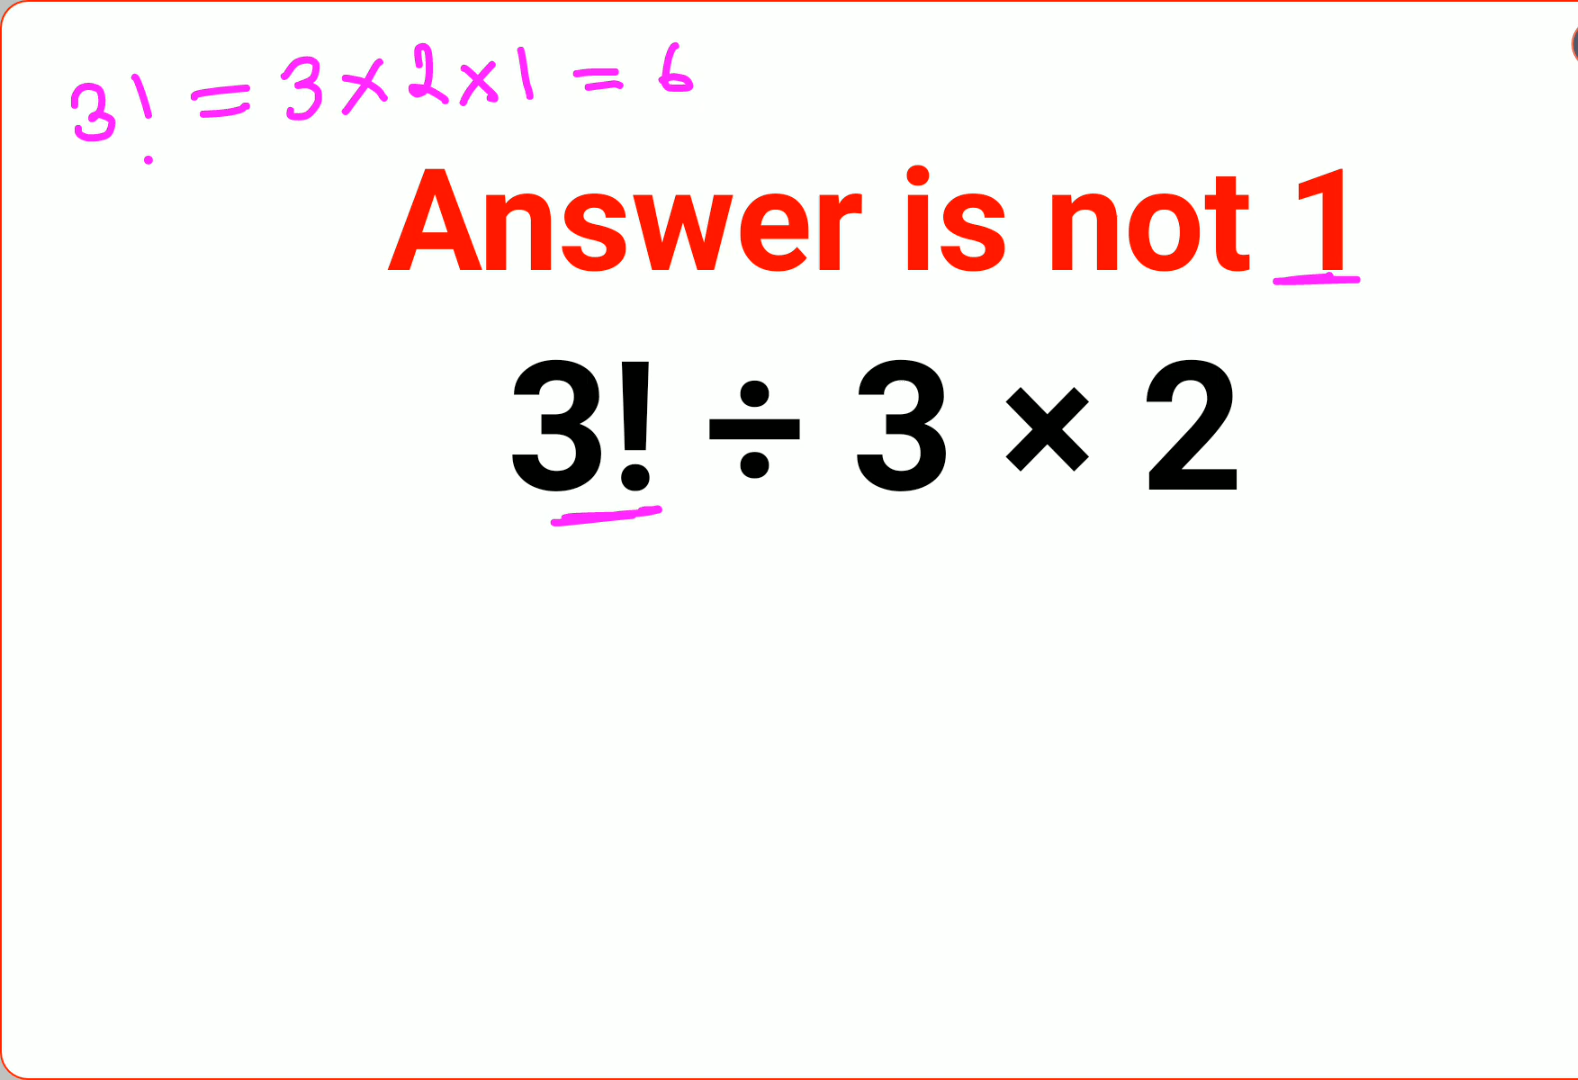 3! = 3 × 2 × 1 = 6
Answer is not 1
3! ÷ 3 × 2